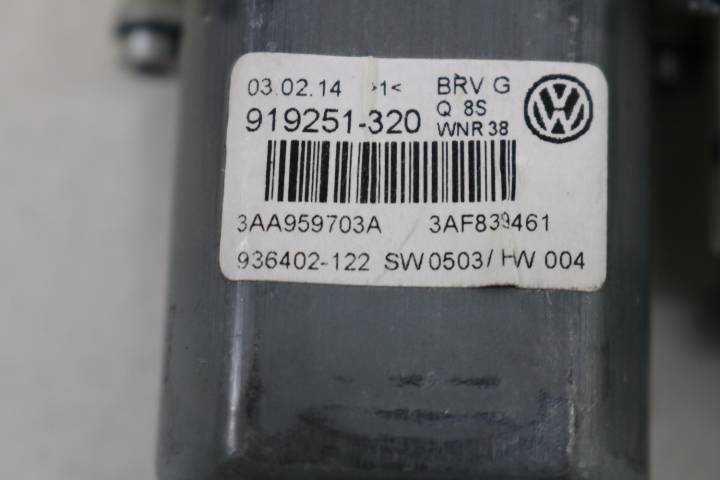 03.02.14 >1< BRV G
919251-320 Q 8S
WNR 38
3AA959703A 3AF839461
936402-122 SW0503/HW 004